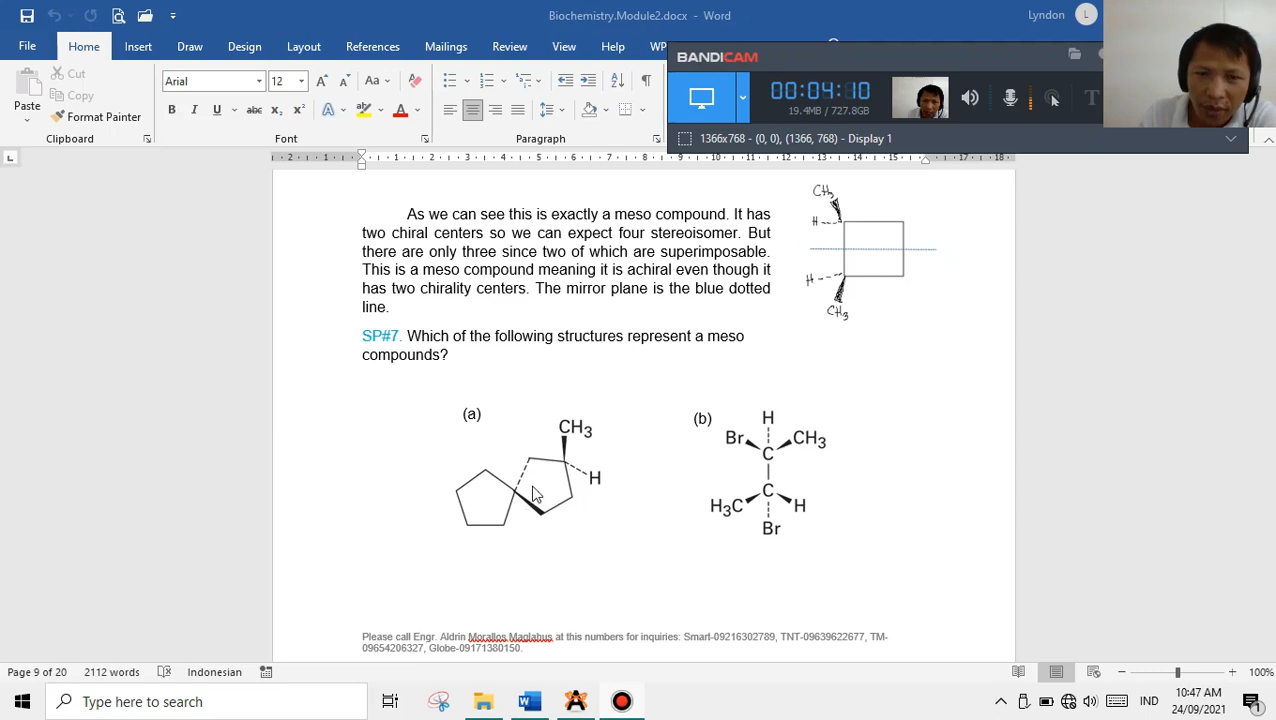 Biochemistry.Module2.docx - Word
Lyndon
L
File Home Insert Draw Design Layout References Mailings Review View Help
BANDICAM
Cut
Copy
Format Painter
Paste
Arial 12
Clipboard Font Paragraph
00:04:10
19.4MB / 727.8GB
1366x768 - (0, 0), (1366, 768) - Display 1
As we can see this is exactly a meso compound. It has
two chiral centers so we can expect four stereoisomer. But
there are only three since two of which are superimposable.
This is a meso compound meaning it is achiral even though it
has two chirality centers. The mirror plane is the blue dotted
line.
CH3
H
H
CH3
SP#7. Which of the following structures represent a meso
compounds?
(a)
CH3
H
(b)
H
Br CH3
C
C
H3C H
Br
Please call Engr. Aldrin Morallos Maglahus at this numbers for inquiries: Smart-09216302789, TNT-09639622677, TM-
09654206327, Globe-09171380150.
Page 9 of 20 2112 words Indonesian 100%
Type here to search
IND
10:47 AM
24/09/2021